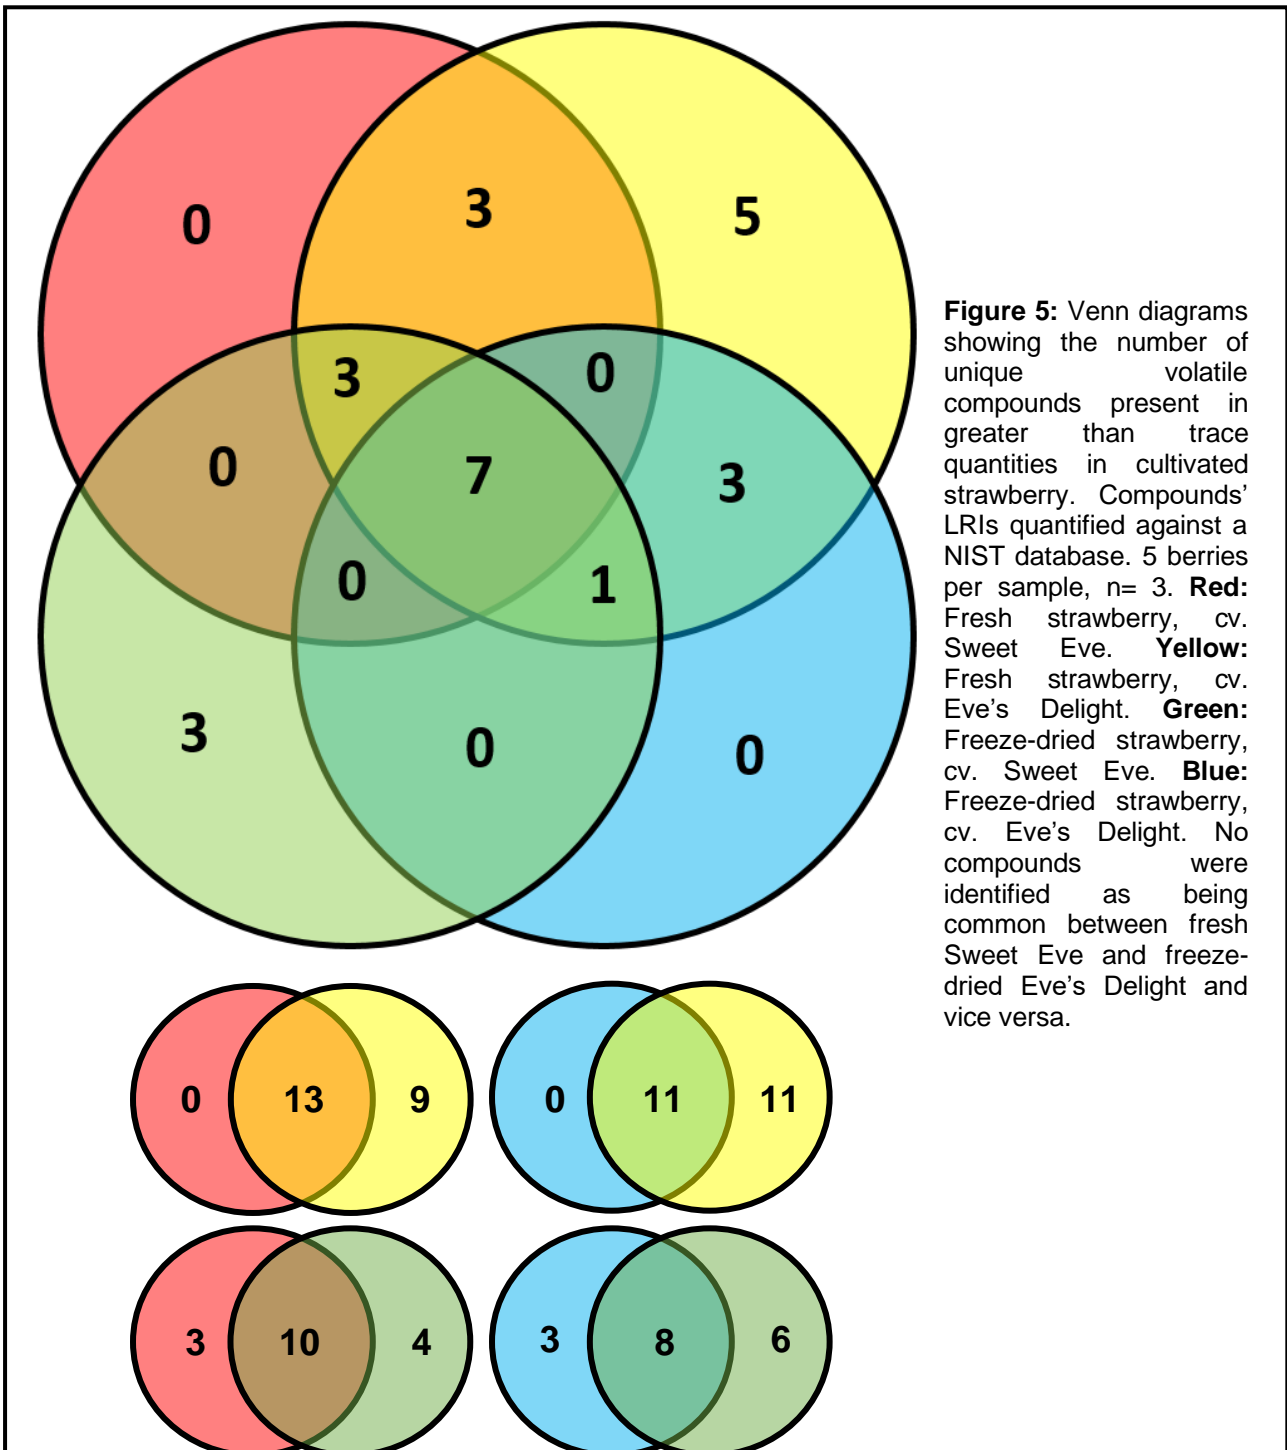 0
3
5
3
0
0
7
3
0
1
3
0
0
Figure 5: Venn diagrams
showing the number of
unique volatile
compounds present in
greater than trace
quantities in cultivated
strawberry. Compounds’
LRIs quantified against a
NIST database. 5 berries
per sample, n= 3. Red:
Fresh strawberry, cv.
Sweet Eve. Yellow:
Fresh strawberry, cv.
Eve’s Delight. Green:
Freeze-dried strawberry,
cv. Sweet Eve. Blue:
Freeze-dried strawberry,
cv. Eve’s Delight. No
compounds were
identified as being
common between fresh
Sweet Eve and freeze-
dried Eve’s Delight and
vice versa.
0 13 9
0 11 11
3 10 4
3 8 6